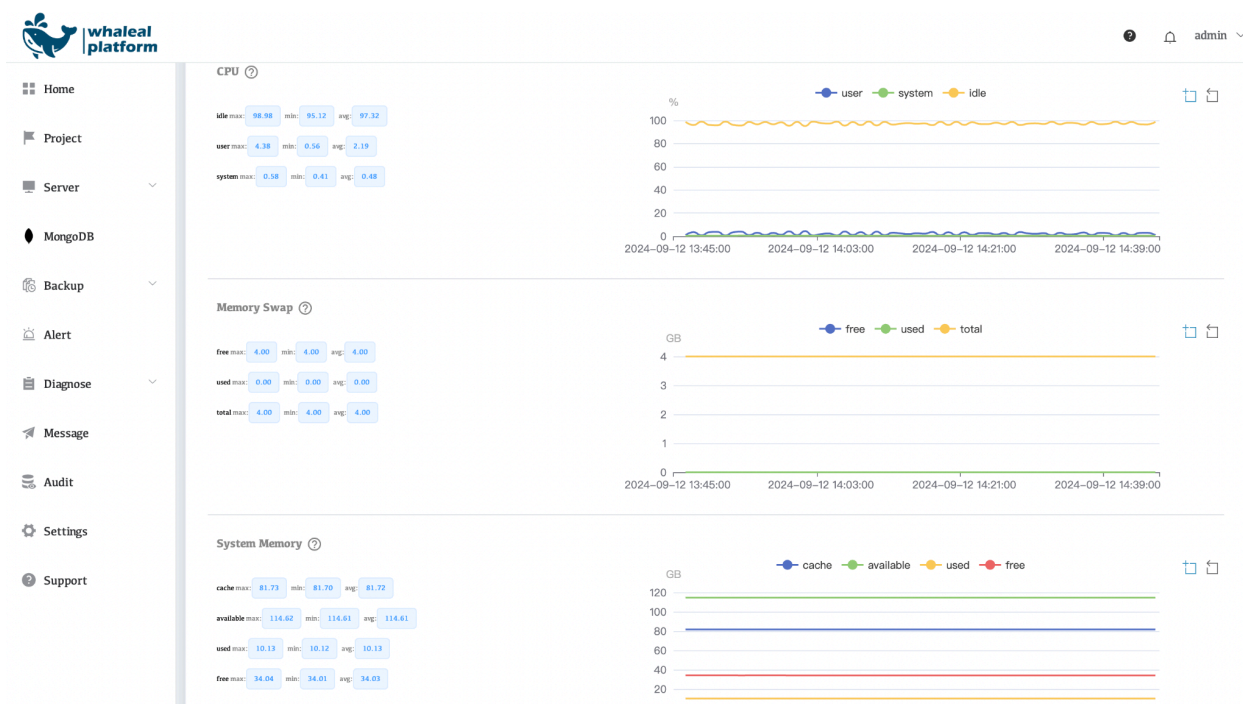 whaleal
platform
admin
Home
Project
Server
MongoDB
Backup
Alert
Diagnose
Message
Audit
Settings
Support
CPU
idle max: 98.98 min: 95.12 avg: 97.32
user max: 4.38 min: 0.56 avg: 2.19
system max: 0.58 min: 0.41 avg: 0.48
user system idle
%
100
80
60
40
20
0
2024-09-12 13:45:00 2024-09-12 14:03:00 2024-09-12 14:21:00 2024-09-12 14:39:00
Memory Swap
free max: 4.00 min: 4.00 avg: 4.00
used max: 0.00 min: 0.00 avg: 0.00
total max: 4.00 min: 4.00 avg: 4.00
free used total
GB
4
3
2
1
0
2024-09-12 13:45:00 2024-09-12 14:03:00 2024-09-12 14:21:00 2024-09-12 14:39:00
System Memory
cache max: 81.73 min: 81.70 avg: 81.72
available max: 114.62 min: 114.61 avg: 114.61
used max: 10.13 min: 10.12 avg: 10.13
free max: 34.04 min: 34.01 avg: 34.03
cache available used free
GB
120
100
80
60
40
20